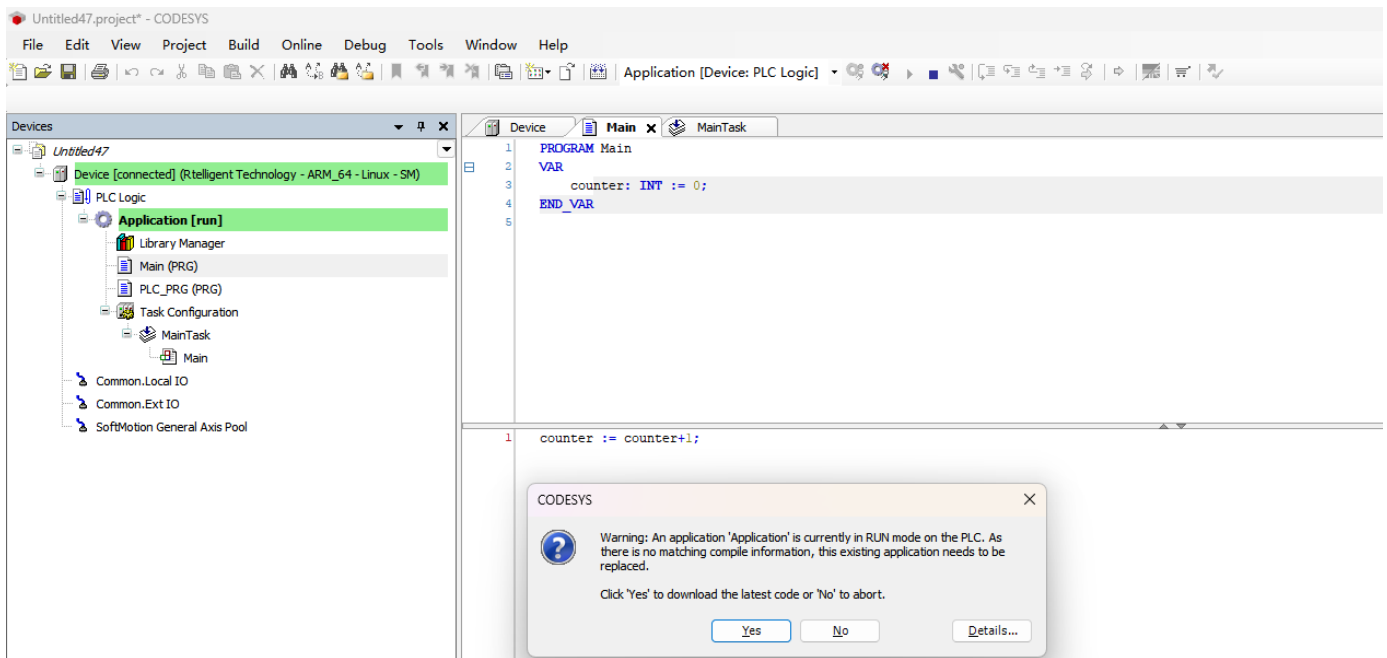 Untitled47.project* - CODESYS
File Edit View Project Build Online Debug Tools Window Help
Application [Device: PLC Logic]
Devices
Untitled47
Device [connected] (Rtelligent Technology - ARM_64 - Linux - SM)
PLC Logic
Application [run]
Library Manager
Main (PRG)
PLC_PRG (PRG)
Task Configuration
MainTask
Main
Common.Local IO
Common.Ext IO
SoftMotion General Axis Pool
Device Main MainTask
1 PROGRAM Main
2 VAR
3 counter: INT := 0;
4 END_VAR
5
1 counter := counter+1;
CODESYS
Warning: An application 'Application' is currently in RUN mode on the PLC. As
there is no matching compile information, this existing application needs to be
replaced.
Click 'Yes' to download the latest code or 'No' to abort.
Yes No Details...